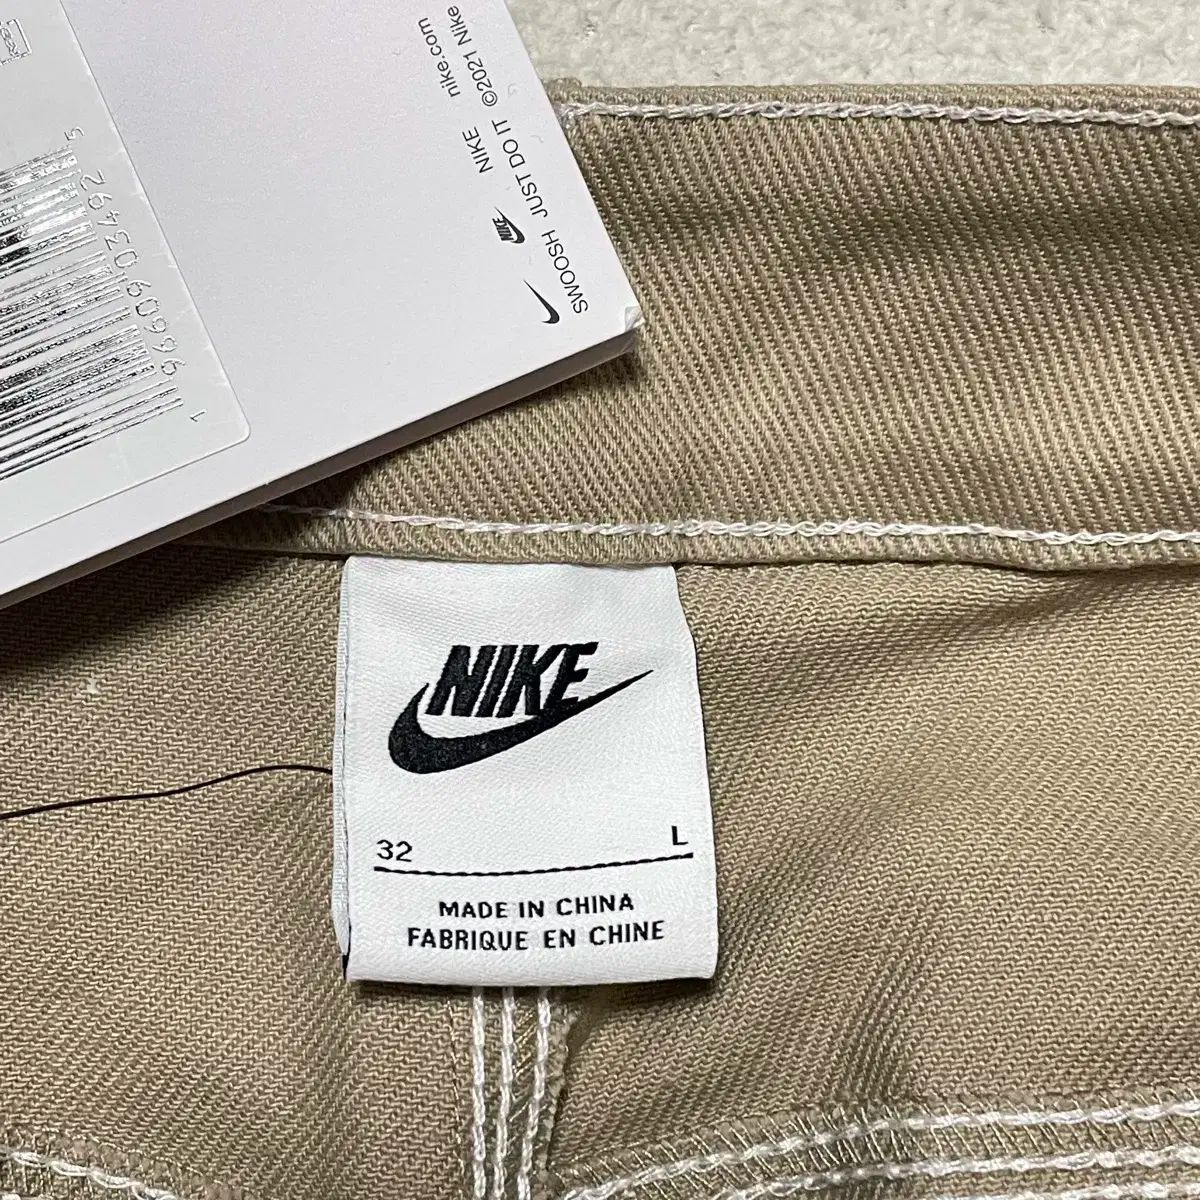 nike.com
©2021 Nike
NIKE
NIKE
SWOOSH JUST DO IT
1 96609 03492 5
NIKE
32 L
MADE IN CHINA
FABRIQUE EN CHINE